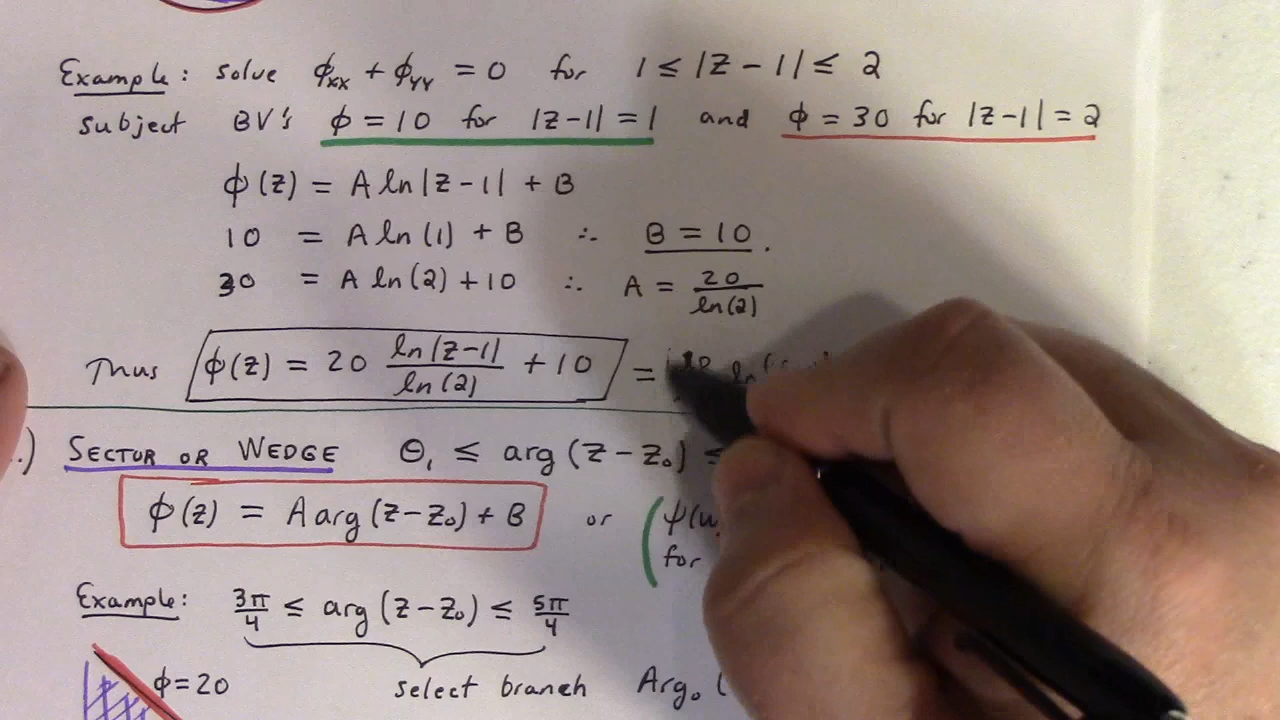 Example: solve ϕxx + ϕyy = 0 for 1 ≤ |z - 1| ≤ 2
subject BV's ϕ = 10 for |z-1| = 1 and ϕ = 30 for |z-1| = 2
ϕ(z) = A ln|z - 1| + B
10 = A ln(1) + B ∴ B = 10.
30 = A ln(2) + 10 ∴ A = 20/ln(2)
Thus ϕ(z) = 20 ln|z-1|/ln(2) + 10 =
..) SECTOR OR WEDGE Θ₁ ≤ arg(z - z₀) ≤
ϕ(z) = A arg(z - z₀) + B or (ψ(
for
Example: 3π/4 ≤ arg(z - z₀) ≤ 5π/4
ϕ = 20 select branch Arg₀ (